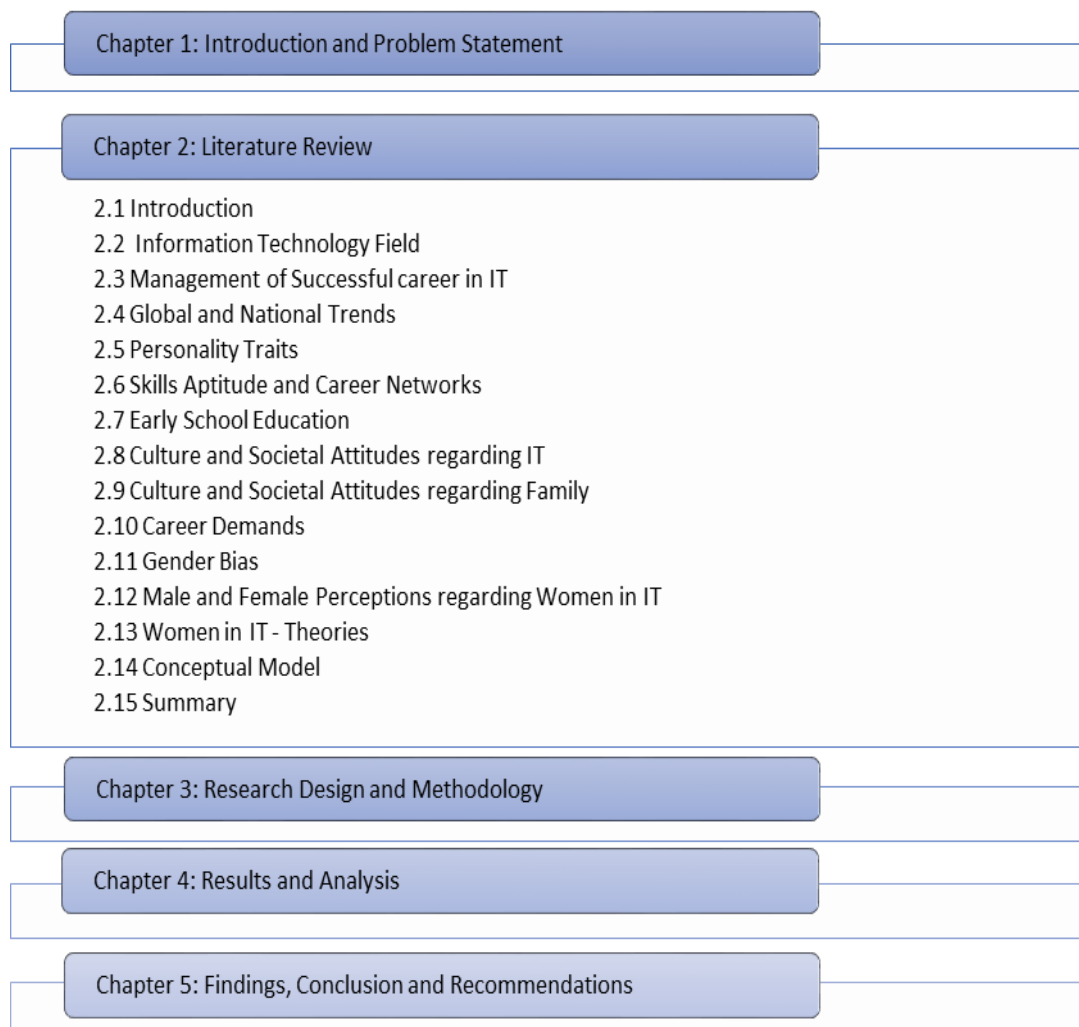 Chapter 1: Introduction and Problem Statement
Chapter 2: Literature Review
2.1 Introduction
2.2 Information Technology Field
2.3 Management of Successful career in IT
2.4 Global and National Trends
2.5 Personality Traits
2.6 Skills Aptitude and Career Networks
2.7 Early School Education
2.8 Culture and Societal Attitudes regarding IT
2.9 Culture and Societal Attitudes regarding Family
2.10 Career Demands
2.11 Gender Bias
2.12 Male and Female Perceptions regarding Women in IT
2.13 Women in IT - Theories
2.14 Conceptual Model
2.15 Summary
Chapter 3: Research Design and Methodology
Chapter 4: Results and Analysis
Chapter 5: Findings, Conclusion and Recommendations